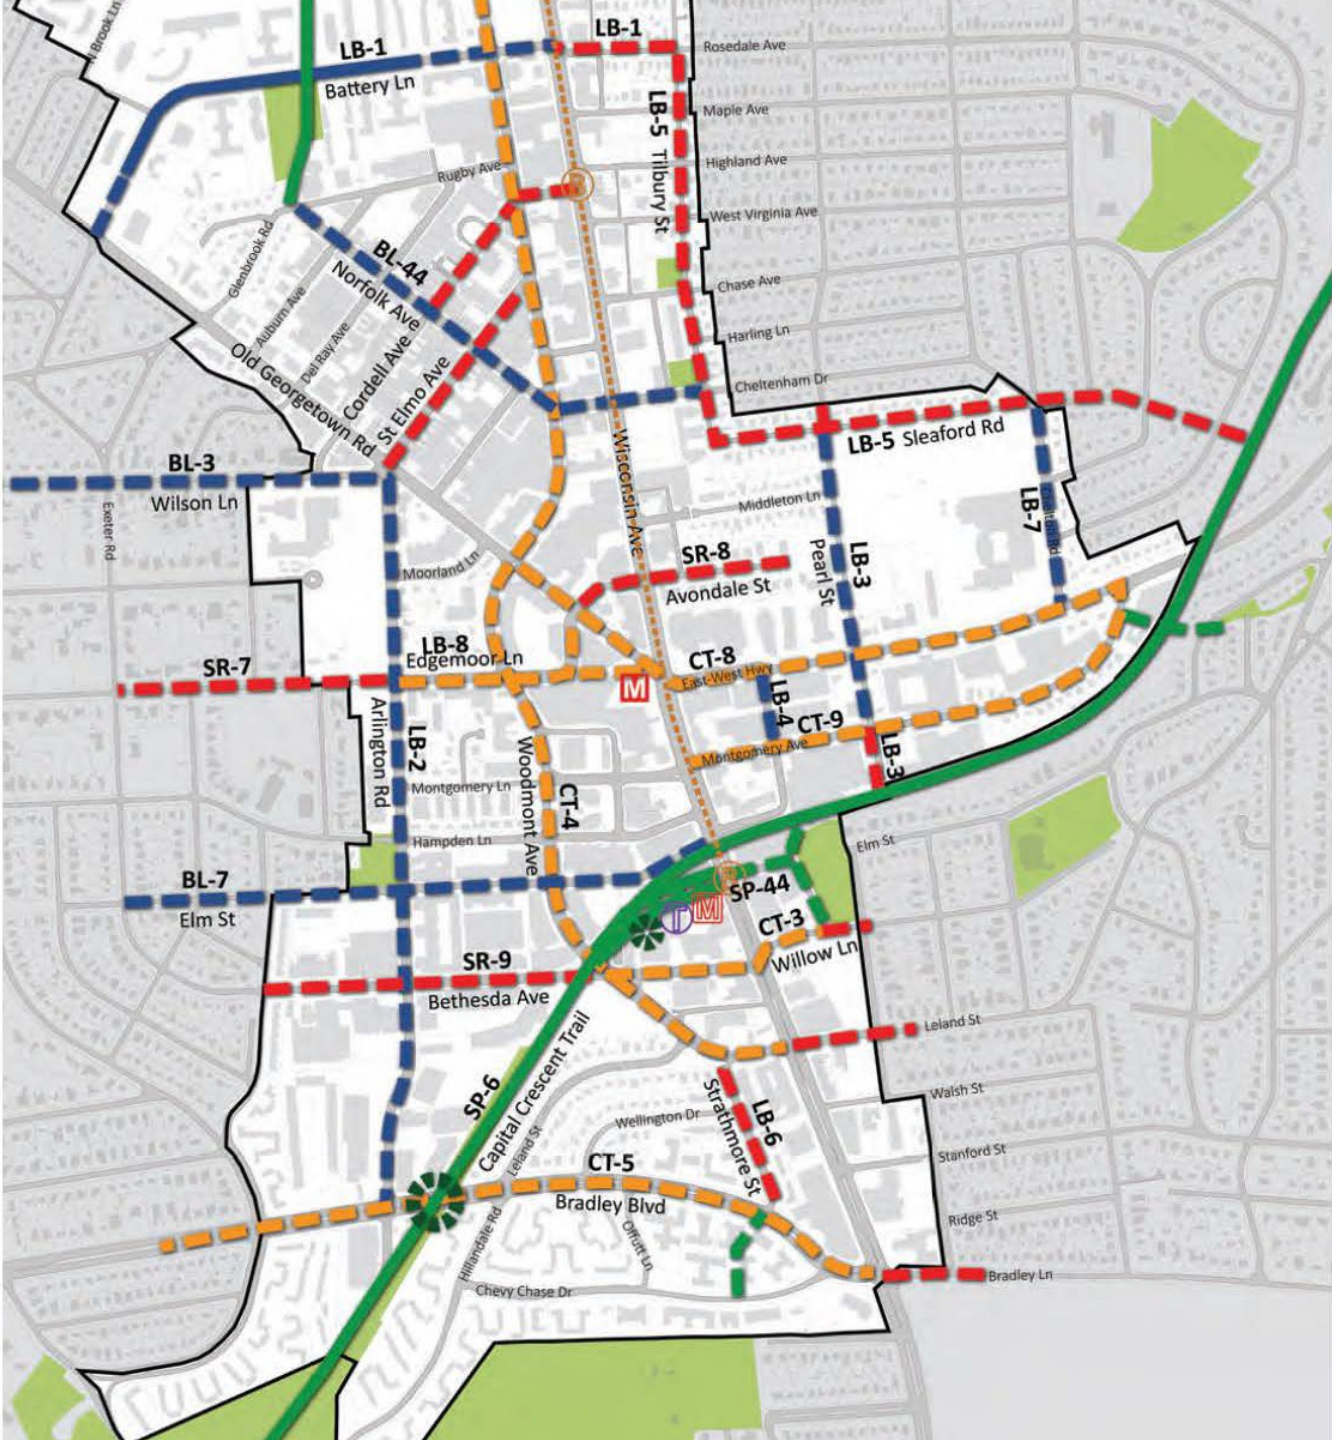 N Brook Ln
LB-1
LB-1
Rosedale Ave
Battery Ln
LB-5 Tilbury St
Maple Ave
Rugby Ave
Highland Ave
West Virginia Ave
Glenbrook Rd
BL-44
Norfolk Ave
Chase Ave
Auburn Ave
Del Ray Ave
Cordell Ave
St Elmo Ave
Harling Ln
Old Georgetown Rd
Cheltenham Dr
LB-5 Sleaford Rd
Wisconsin Ave
BL-3
Wilson Ln
Exeter Rd
Middleton Ln
LB-7
SR-8
Avondale St
Pearl St
LB-3
Moorland Ln
LB-8
Edgemoor Ln
SR-7
CT-8
East-West Hwy
M
LB-4
CT-9
Montgomery Ave
LB-3
Arlington Rd
LB-2
Woodmont Ave
CT-4
Montgomery Ln
Hampden Ln
Elm St
BL-7
Elm St
SP-44
T
M
CT-3
Willow Ln
SR-9
Bethesda Ave
Leland St
SP-6
Capital Crescent Trail
Leland St
Strathmore St
LB-6
Walsh St
Wellington Dr
Stanford St
CT-5
Bradley Blvd
Ridge St
Hillandale Rd
Offutt Ln
Chevy Chase Dr
Bradley Ln